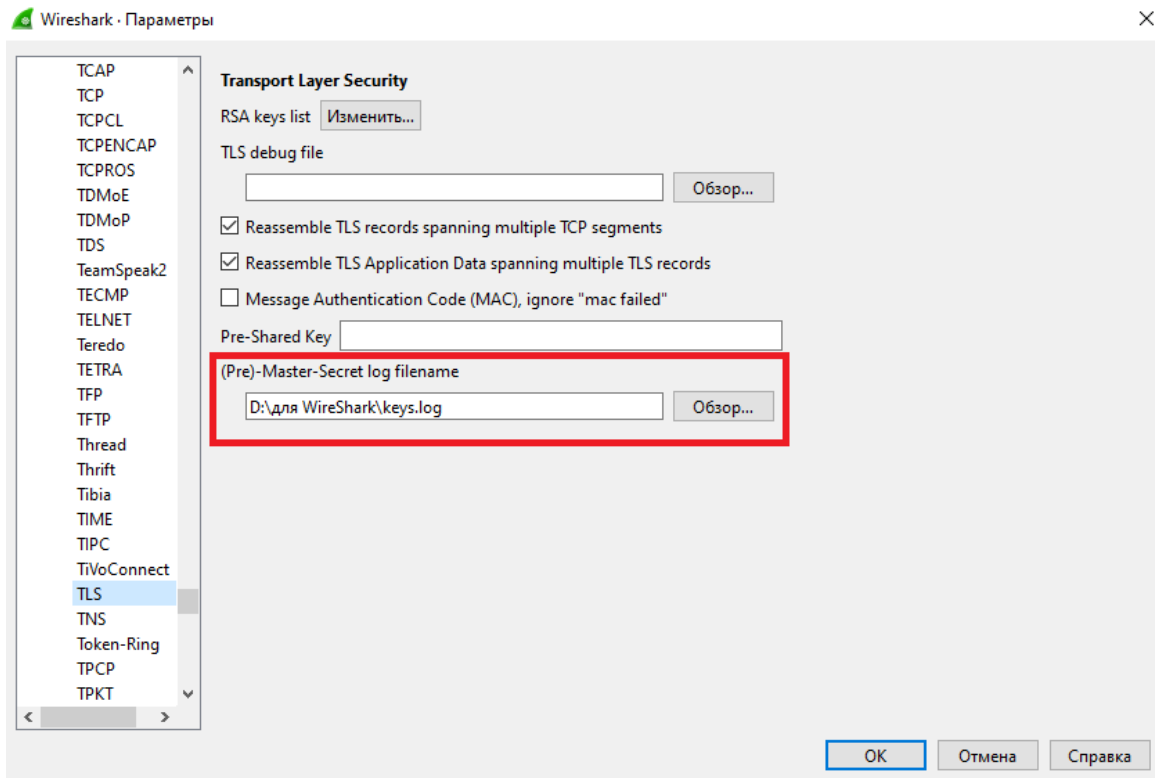 Wireshark · Параметры
TCAP
TCP
TCPCL
TCPENCAP
TCPROS
TDMoE
TDMoP
TDS
TeamSpeak2
TECMP
TELNET
Teredo
TETRA
TFP
TFTP
Thread
Thrift
Tibia
TIME
TIPC
TiVoConnect
TLS
TNS
Token-Ring
TPCP
TPKT
Transport Layer Security
RSA keys list Изменить...
TLS debug file
Обзор...
Reassemble TLS records spanning multiple TCP segments
Reassemble TLS Application Data spanning multiple TLS records
Message Authentication Code (MAC), ignore "mac failed"
Pre-Shared Key
(Pre)-Master-Secret log filename
D:\для WireShark\keys.log Обзор...
OK Отмена Справка